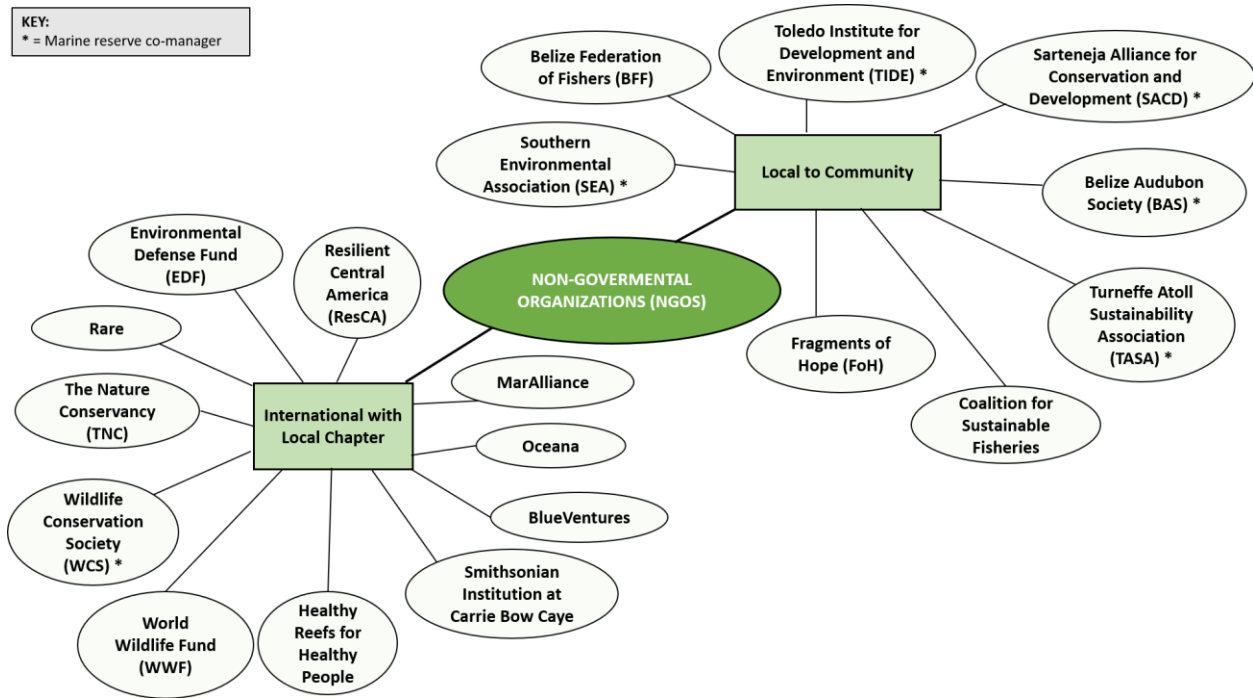 KEY:
* = Marine reserve co-manager
Belize Federation
of Fishers (BFF)
Toledo Institute for
Development and
Environment (TIDE) *
Sarteneja Alliance for
Conservation and
Development (SACD) *
Southern
Environmental
Association (SEA) *
Local to Community
Belize Audubon
Society (BAS) *
Environmental
Defense Fund
(EDF)
Resilient
Central
America
(ResCA)
NON-GOVERMENTAL
ORGANIZATIONS (NGOS)
Turneffe Atoll
Sustainability
Association
(TASA) *
Rare
Fragments of
Hope (FoH)
MarAlliance
The Nature
Conservancy
(TNC)
International with
Local Chapter
Coalition for
Sustainable
Fisheries
Oceana
Wildlife
Conservation
Society
(WCS) *
BlueVentures
Smithsonian
Institution at
Carrie Bow Caye
World
Wildlife Fund
(WWF)
Healthy
Reefs for
Healthy
People